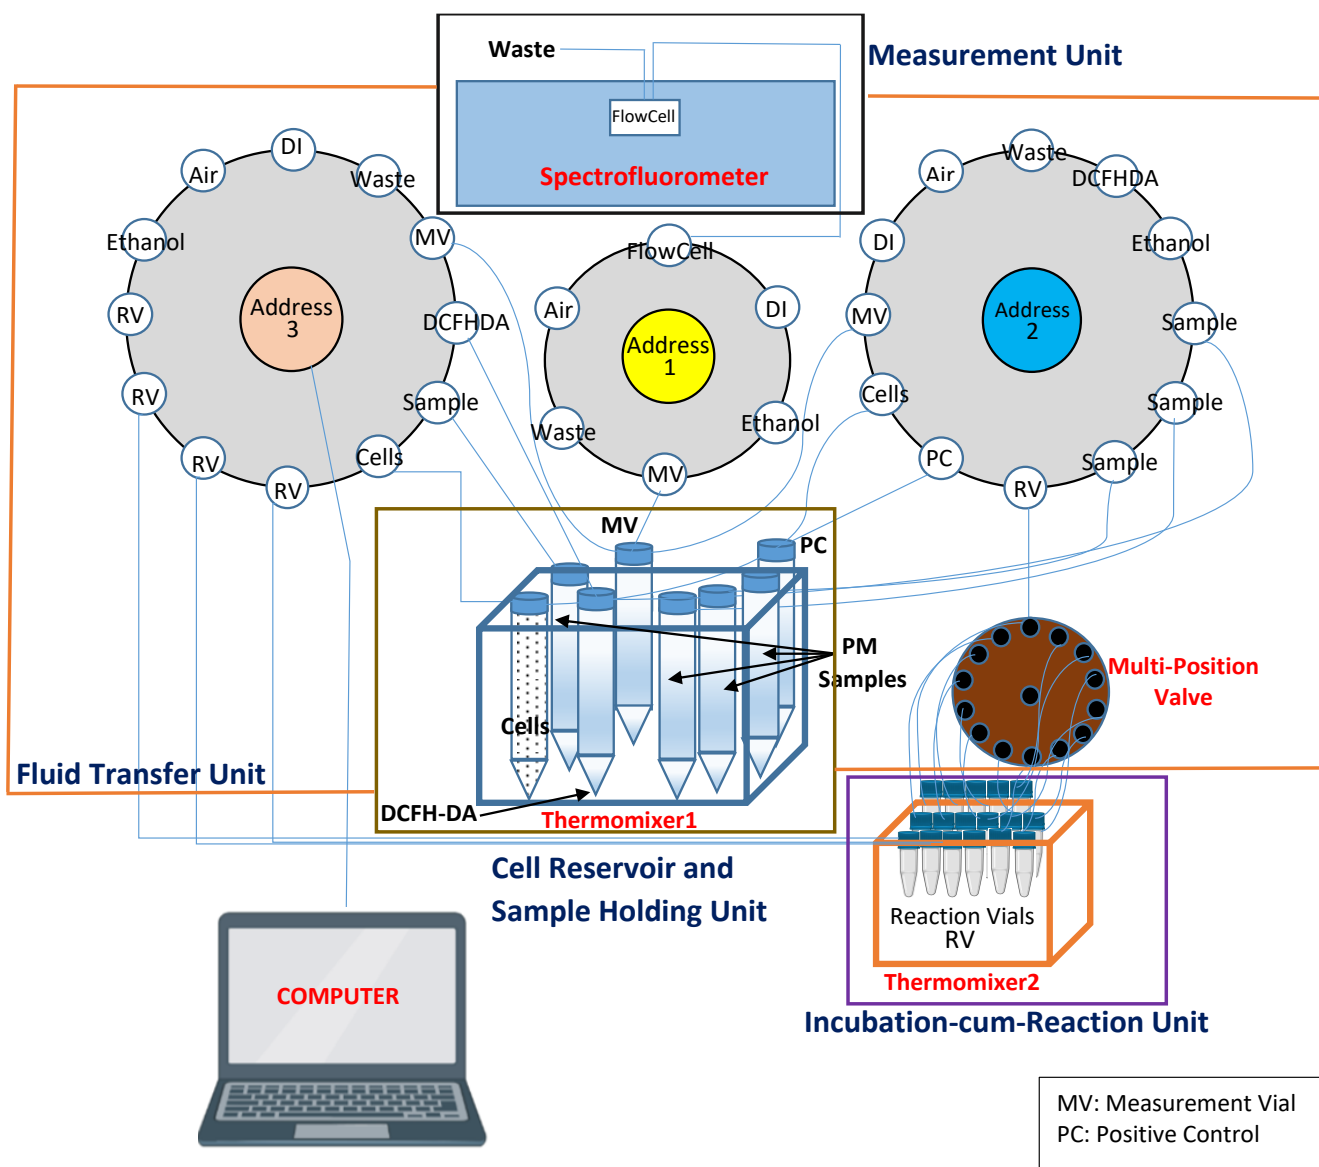 Waste
Measurement Unit
FlowCell
Spectrofluorometer
DI
Air
Waste
Ethanol
MV
RV
Address
3
DCFHDA
RV
Sample
RV
Cells
RV
FlowCell
Air
DI
Address
1
Waste
Ethanol
MV
Waste
Air
DCFHDA
DI
Ethanol
MV
Address
2
Sample
Cells
Sample
PC
Sample
RV
MV
PC
PM
Samples
Cells
DCFH-DA
Thermomixer1
Multi-Position
Valve
Fluid Transfer Unit
Cell Reservoir and
Sample Holding Unit
Reaction Vials
RV
Thermomixer2
Incubation-cum-Reaction Unit
COMPUTER
MV: Measurement Vial
PC: Positive Control